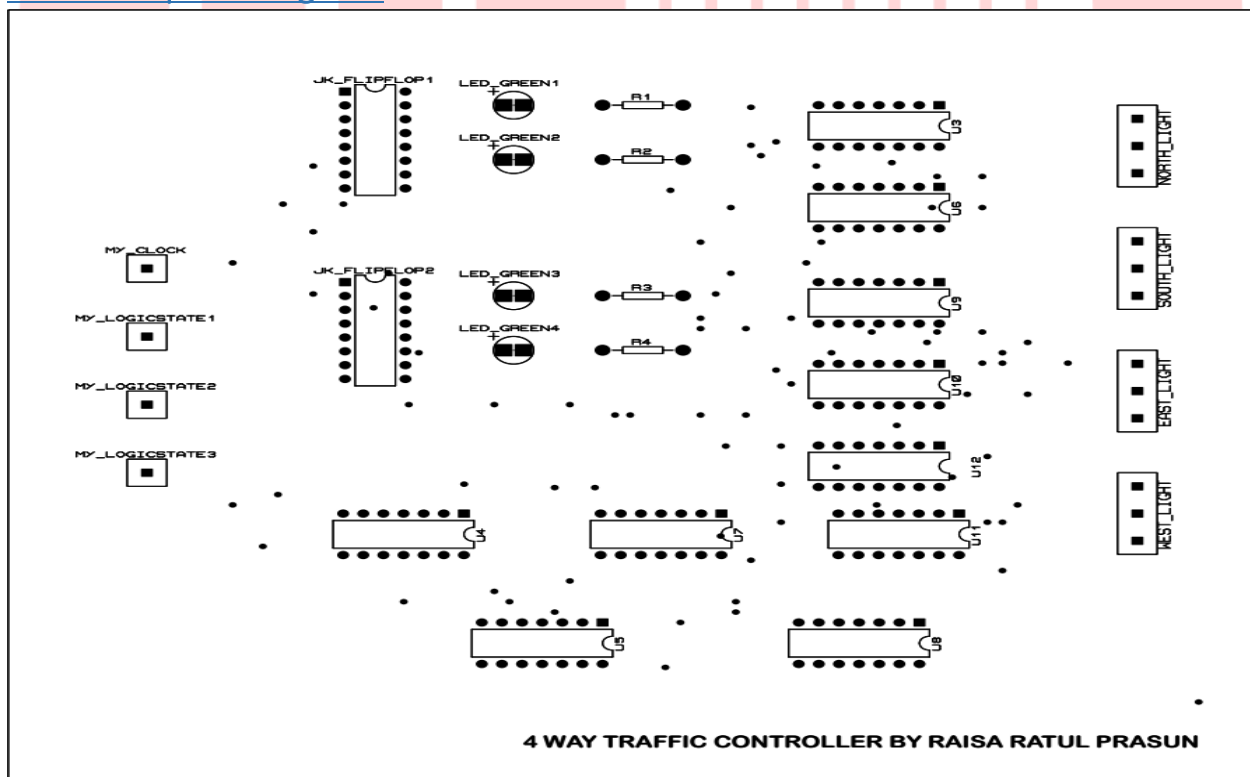 JK_FLIPFLOP1
LED_GREEN1
R1
U3
NORTH_LIGHT
LED_GREEN2
R2
U6
MY_CLOCK
SOUTH_LIGHT
JK_FLIPFLOP2
LED_GREEN3
R3
U9
MY_LOGICSTATE1
LED_GREEN4
R4
U10
EAST_LIGHT
MY_LOGICSTATE2
MY_LOGICSTATE3
U12
U4
U7
U11
WEST_LIGHT
U5
U8
4 WAY TRAFFIC CONTROLLER BY RAISA RATUL PRASUN